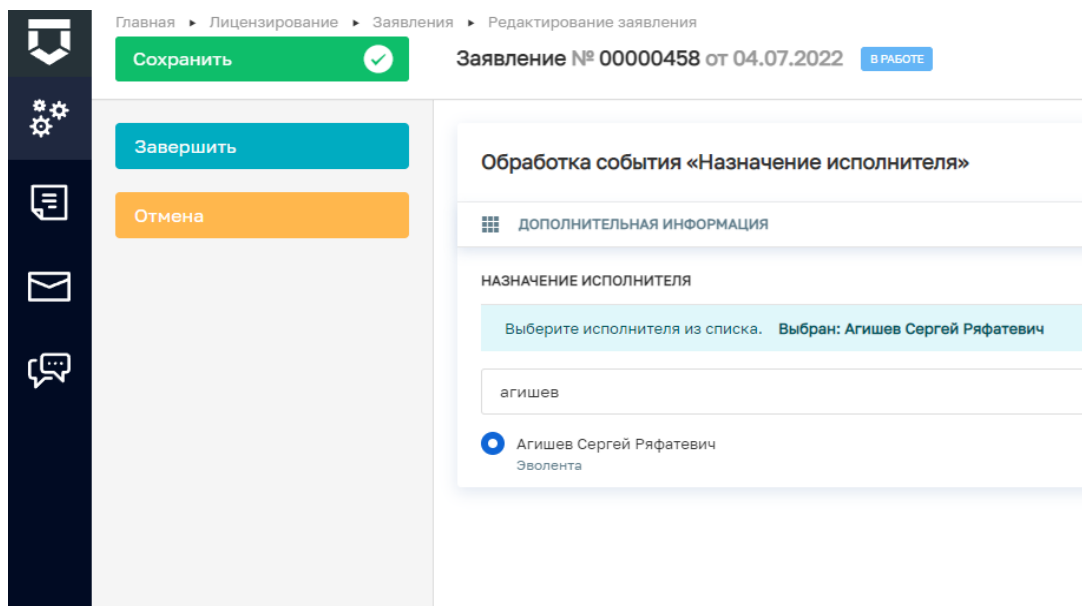 Главная ▸ Лицензирование ▸ Заявления ▸ Редактирование заявления
Сохранить
Заявление № 00000458 от 04.07.2022 В РАБОТЕ
Завершить
Отмена
Обработка события «Назначение исполнителя»
ДОПОЛНИТЕЛЬНАЯ ИНФОРМАЦИЯ
НАЗНАЧЕНИЕ ИСПОЛНИТЕЛЯ
Выберите исполнителя из списка. Выбран: Агишев Сергей Ряфатевич
агишев
Агишев Сергей Ряфатевич
Эволента